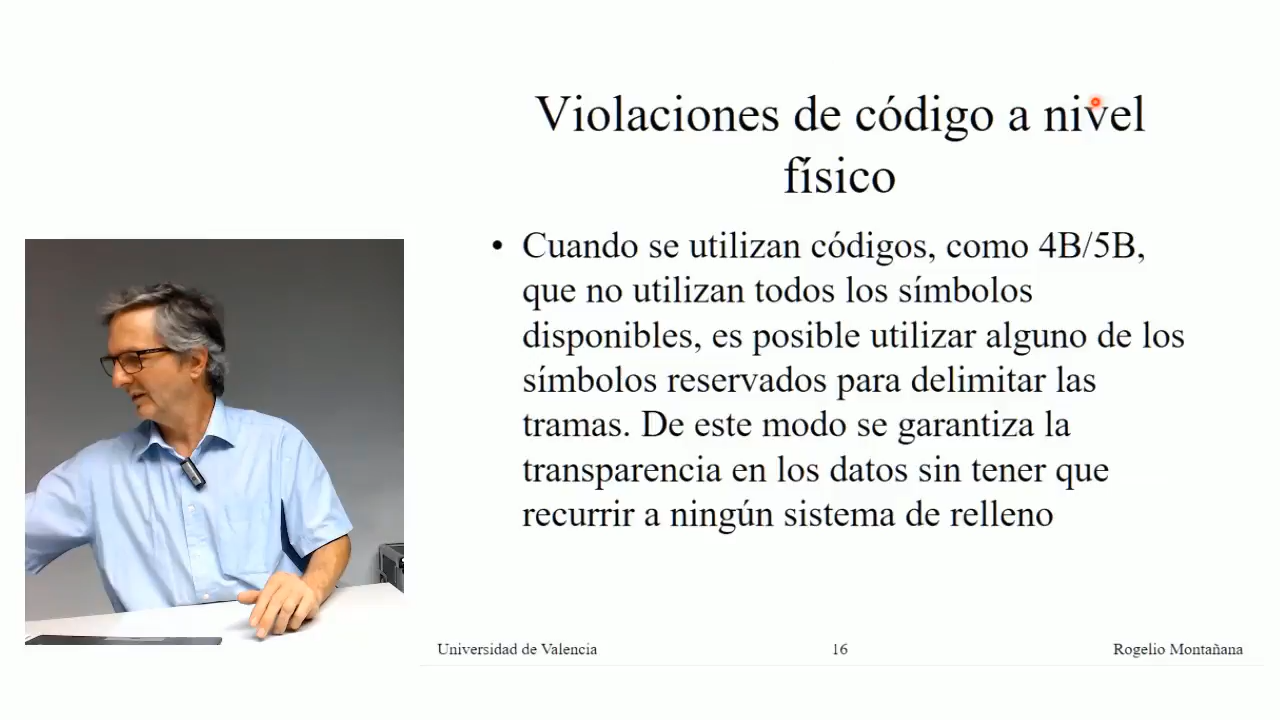 Violaciones de código a nivel
físico
• Cuando se utilizan códigos, como 4B/5B,
que no utilizan todos los símbolos
disponibles, es posible utilizar alguno de los
símbolos reservados para delimitar las
tramas. De este modo se garantiza la
transparencia en los datos sin tener que
recurrir a ningún sistema de relleno
Universidad de Valencia 16 Rogelio Montañana